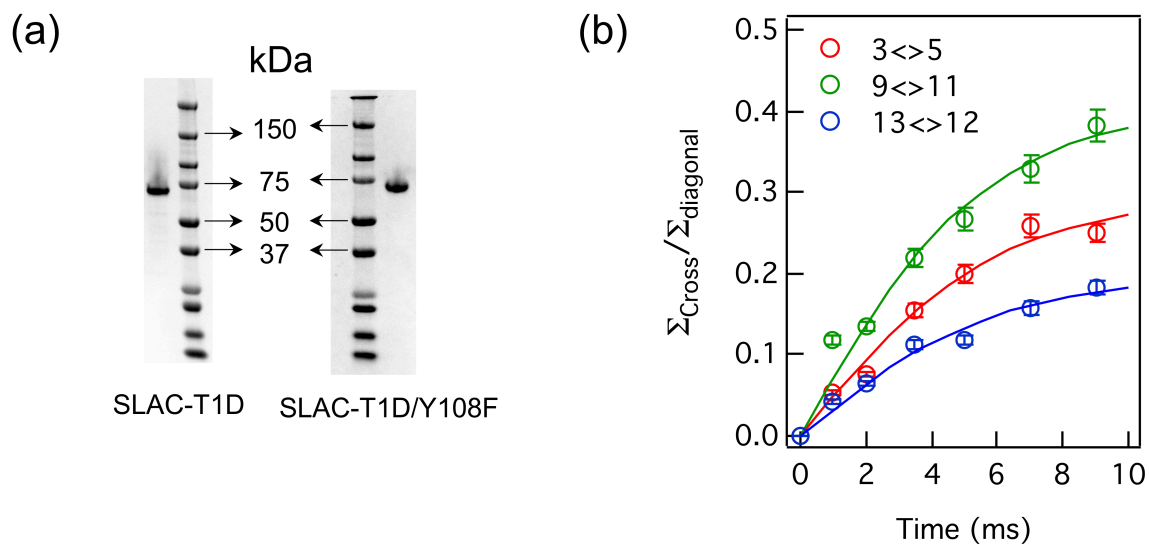 (a)
kDa
150
75
50
37
SLAC-T1D
SLAC-T1D/Y108F
(b)
3<>5
9<>11
13<>12
0.5
0.4
0.3
0.2
0.1
0.0
ΣCross/Σdiagonal
0 2 4 6 8 10
Time (ms)